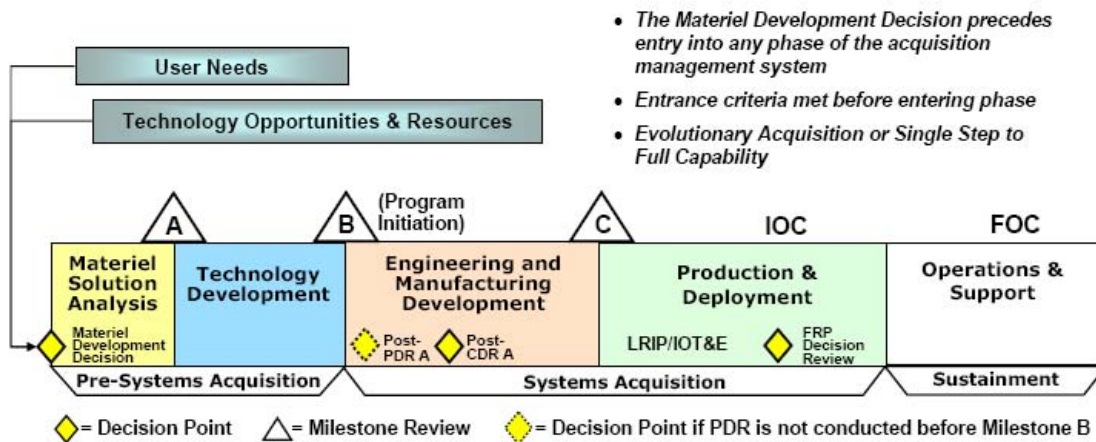 User Needs
Technology Opportunities & Resources
• The Materiel Development Decision precedes
entry into any phase of the acquisition
management system
• Entrance criteria met before entering phase
• Evolutionary Acquisition or Single Step to
Full Capability
A
B
(Program
Initiation)
C
IOC
FOC
Materiel
Solution
Analysis
Materiel
Development
Decision
Technology
Development
Engineering and
Manufacturing
Development
Post-
PDR A
Post-
CDR A
Production &
Deployment
LRIP/IOT&E
FRP
Decision
Review
Operations &
Support
Pre-Systems Acquisition
Systems Acquisition
Sustainment
= Decision Point
= Milestone Review
= Decision Point if PDR is not conducted before Milestone B